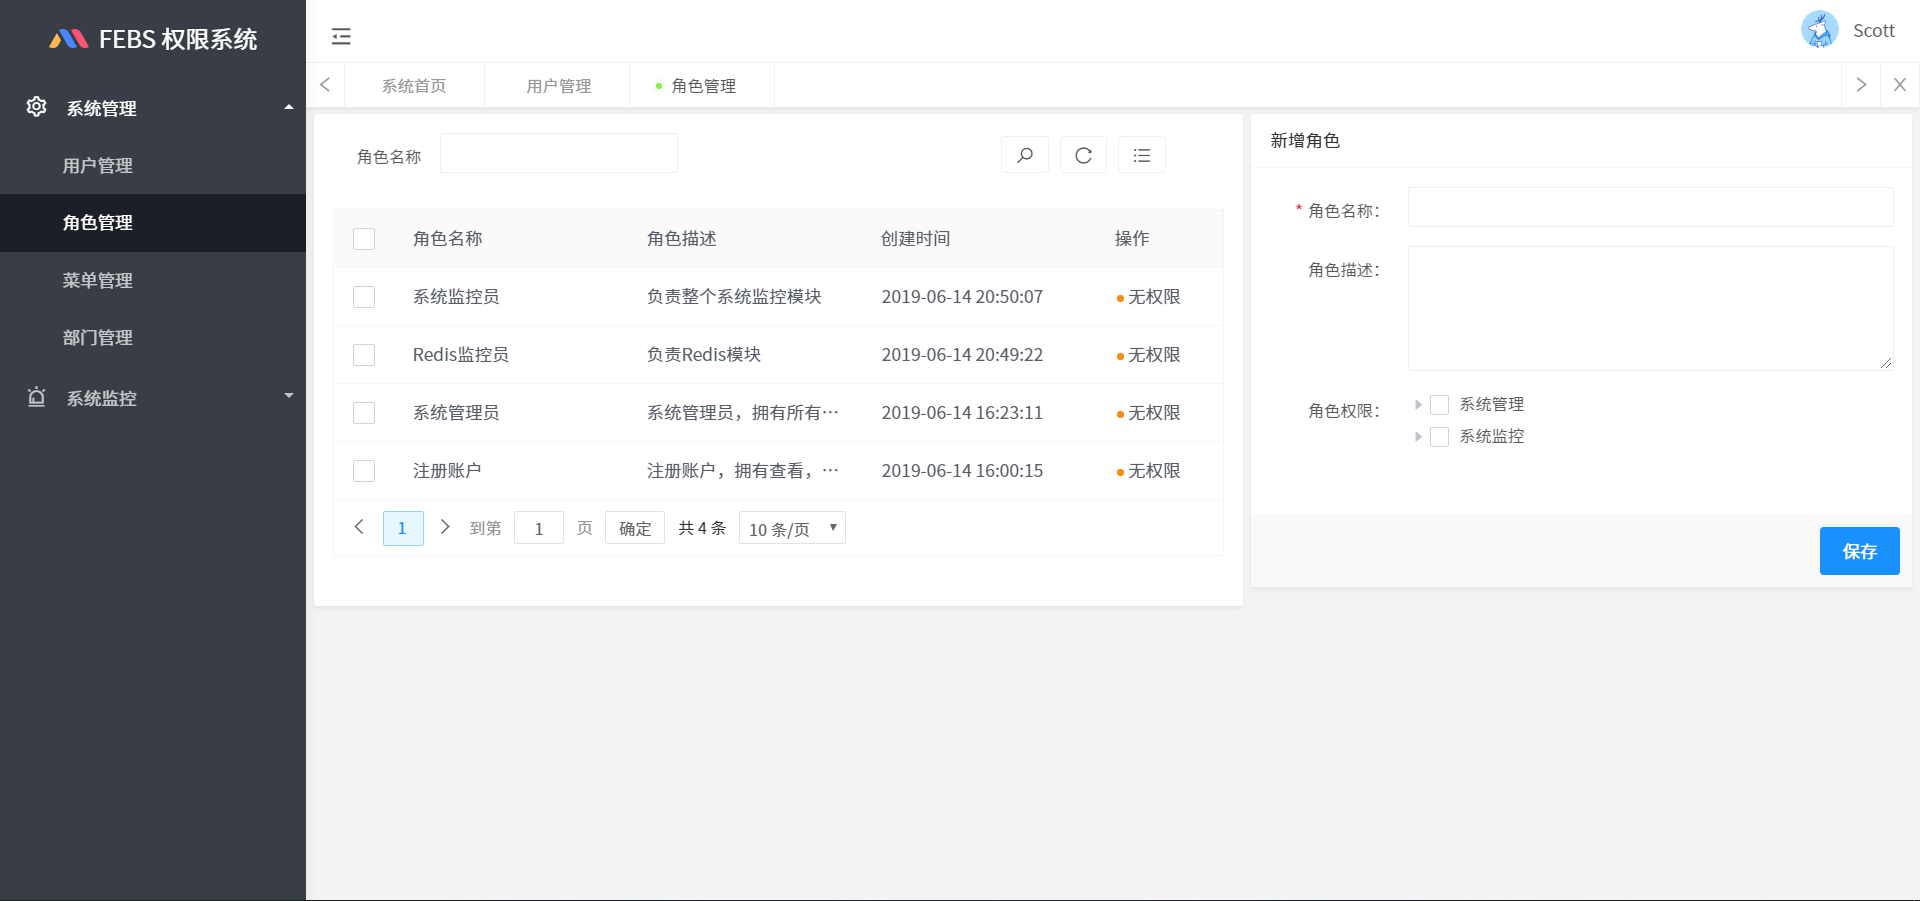 FEBS 权限系统
系统管理
用户管理
角色管理
菜单管理
部门管理
系统监控
Scott
系统首页
用户管理
角色管理
角色名称
角色名称 角色描述 创建时间 操作
系统监控员 负责整个系统监控模块 2019-06-14 20:50:07 无权限
Redis监控员 负责Redis模块 2019-06-14 20:49:22 无权限
系统管理员 系统管理员，拥有所有… 2019-06-14 16:23:11 无权限
注册账户 注册账户，拥有查看，… 2019-06-14 16:00:15 无权限
1 到第 1 页 确定 共 4 条 10 条/页
新增角色
* 角色名称：
角色描述：
角色权限：
系统管理
系统监控
保存